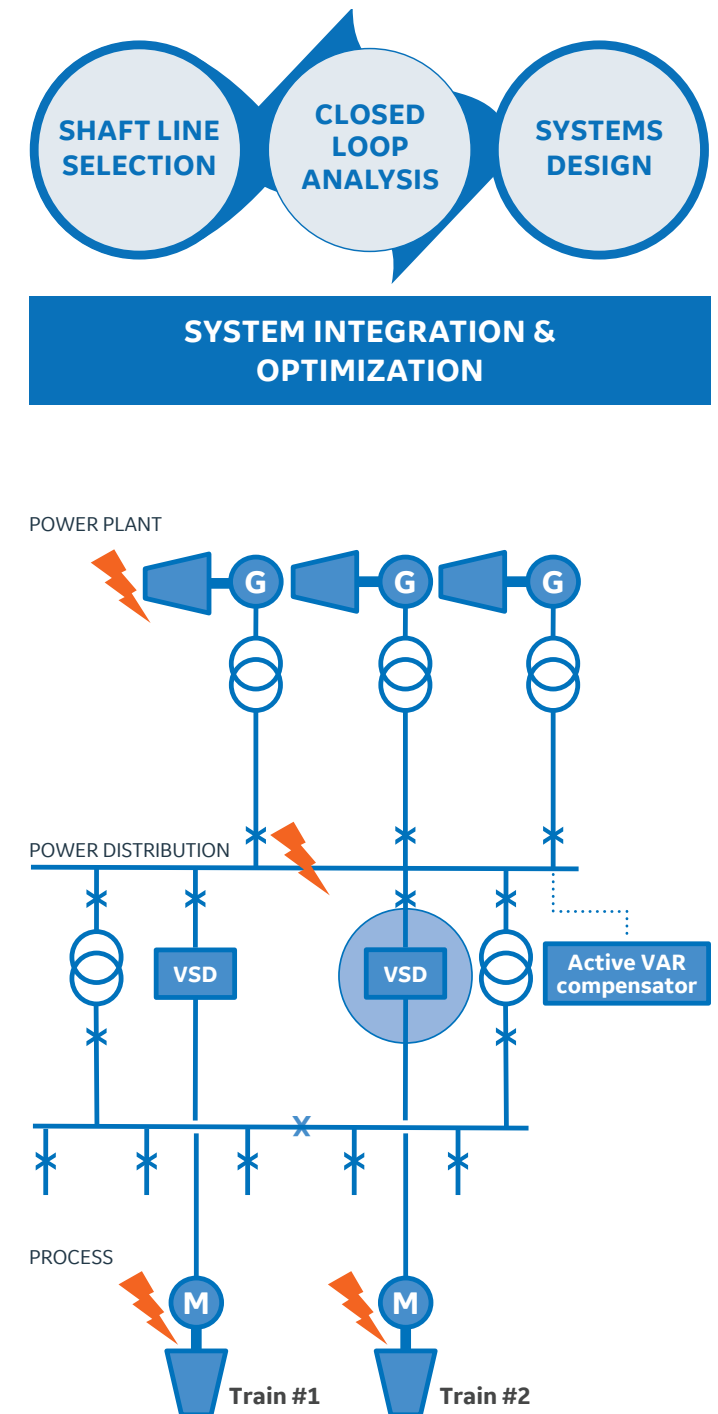 SHAFT LINE
SELECTION
CLOSED
LOOP
ANALYSIS
SYSTEMS
DESIGN
SYSTEM INTEGRATION &
OPTIMIZATION
POWER PLANT
G
G
G
POWER DISTRIBUTION
VSD
VSD
Active VAR
compensator
X
PROCESS
M
M
Train #1
Train #2